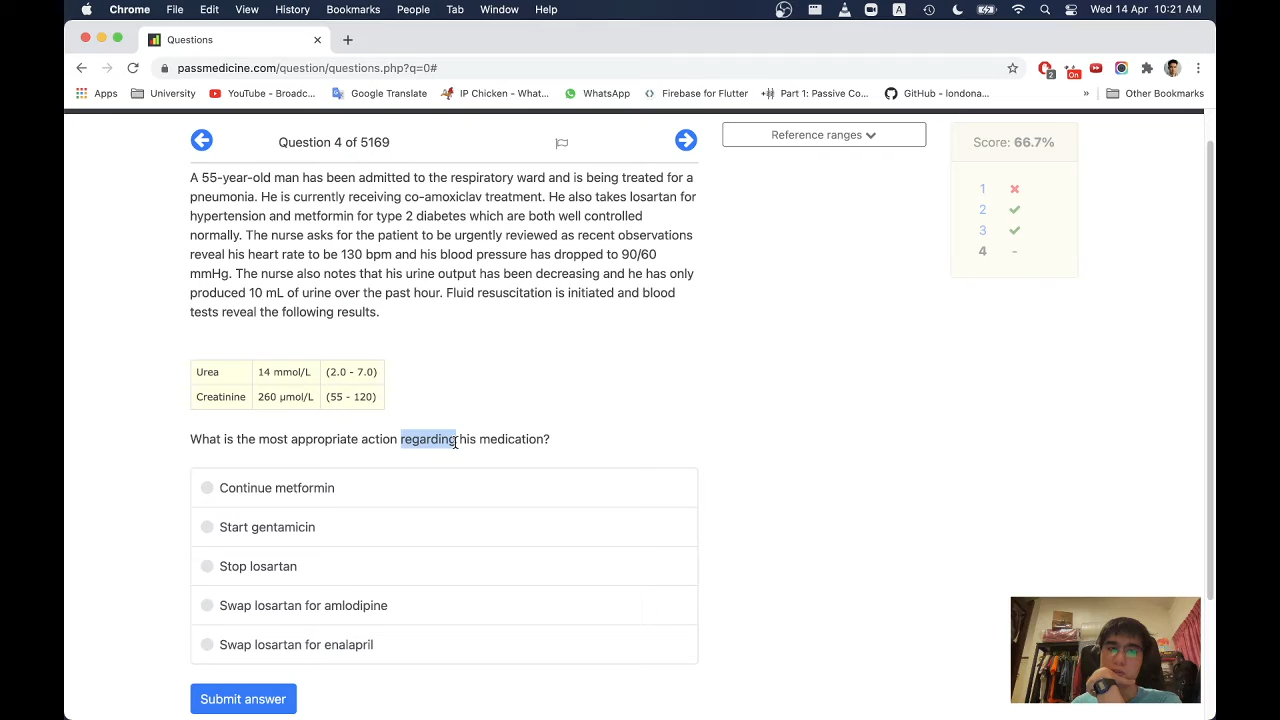 Chrome File Edit View History Bookmarks People Tab Window Help A Wed 14 Apr 10:21 AM
Questions
passmedicine.com/question/questions.php?q=0#
2 On
Apps University YouTube - Broadc... Google Translate IP Chicken - What... WhatsApp Firebase for Flutter Part 1: Passive Co... GitHub - londona... » Other Bookmarks
Question 4 of 5169
Reference ranges
Score: 66.7%
1
2
3
4 -
A 55-year-old man has been admitted to the respiratory ward and is being treated for a
pneumonia. He is currently receiving co-amoxiclav treatment. He also takes losartan for
hypertension and metformin for type 2 diabetes which are both well controlled
normally. The nurse asks for the patient to be urgently reviewed as recent observations
reveal his heart rate to be 130 bpm and his blood pressure has dropped to 90/60
mmHg. The nurse also notes that his urine output has been decreasing and he has only
produced 10 mL of urine over the past hour. Fluid resuscitation is initiated and blood
tests reveal the following results.
Urea 14 mmol/L (2.0 - 7.0)
Creatinine 260 µmol/L (55 - 120)
What is the most appropriate action regarding his medication?
Continue metformin
Start gentamicin
Stop losartan
Swap losartan for amlodipine
Swap losartan for enalapril
Submit answer